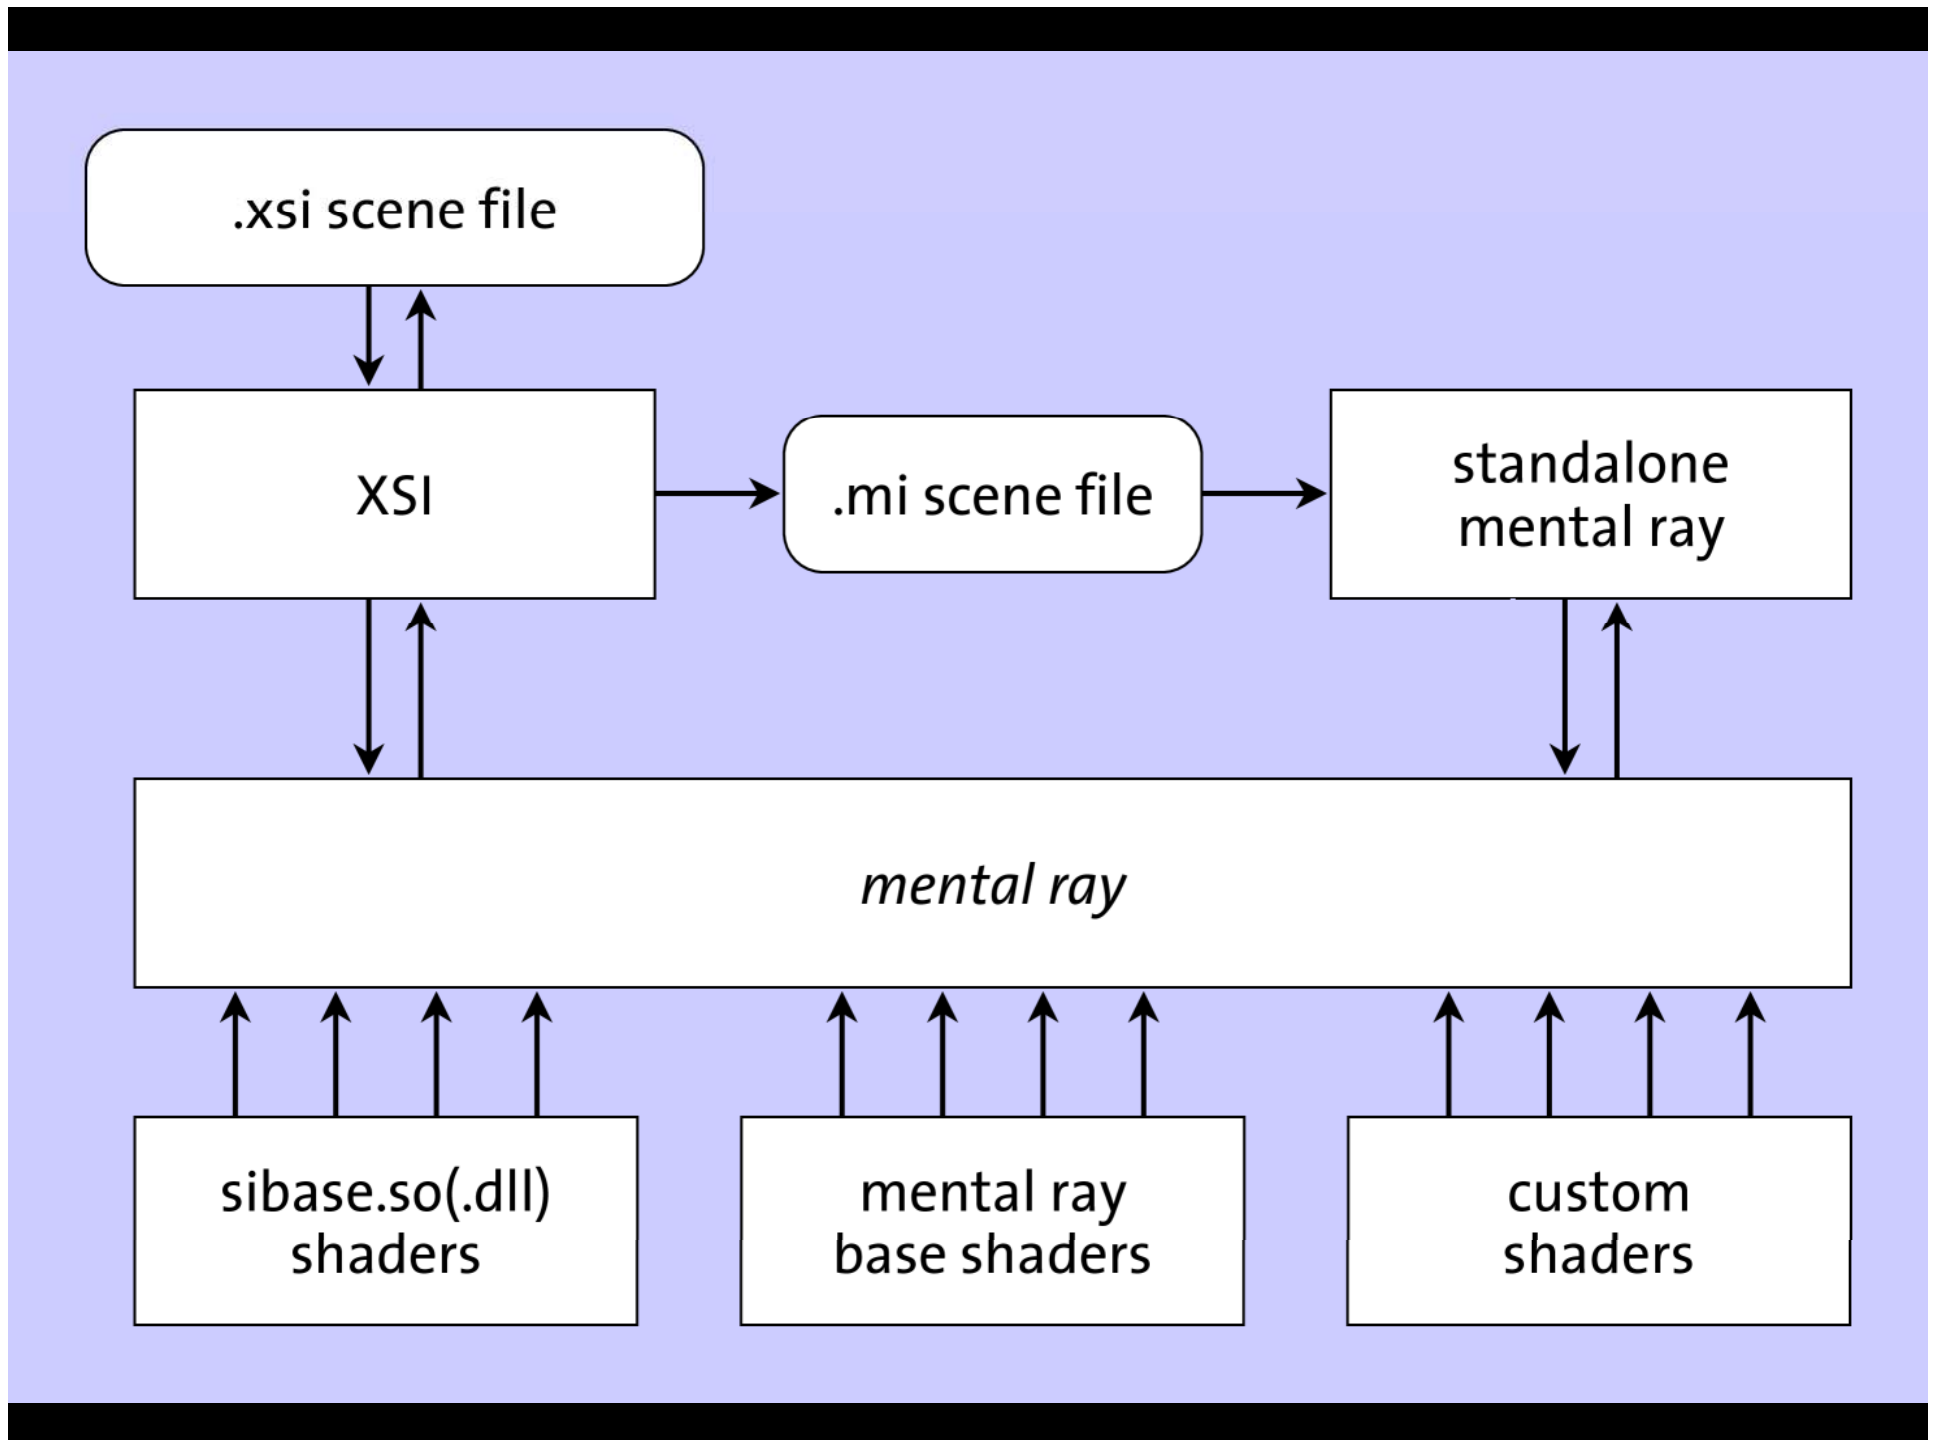 .xsi scene file
XSI
.mi scene file
standalone
mental ray
mental ray
sibase.so(.dll)
shaders
mental ray
base shaders
custom
shaders